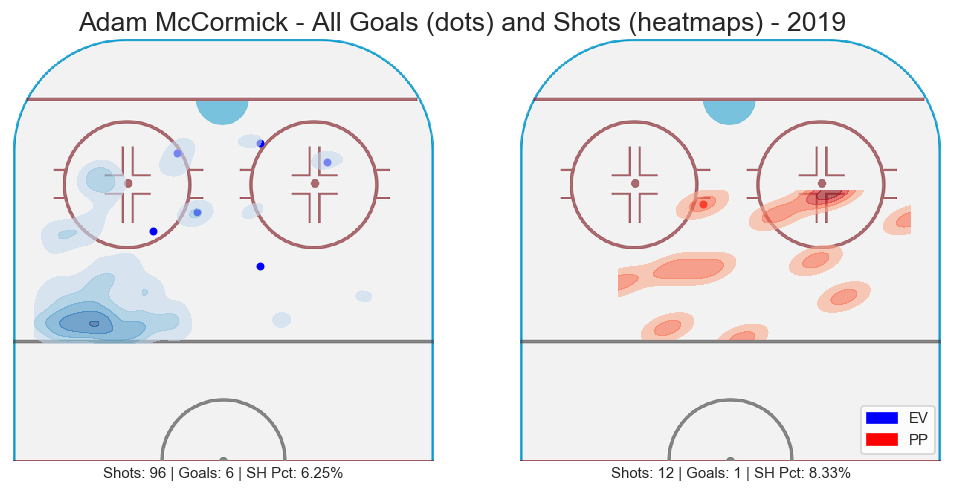 Adam McCormick - All Goals (dots) and Shots (heatmaps) - 2019
EV
PP
Shots: 96 | Goals: 6 | SH Pct: 6.25%
Shots: 12 | Goals: 1 | SH Pct: 8.33%